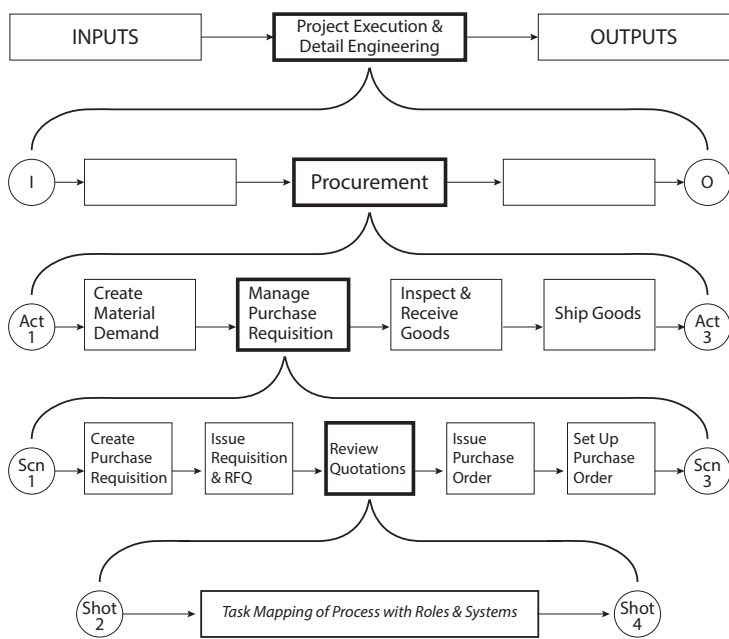 INPUTS
Project Execution &
Detail Engineering
OUTPUTS
I
Procurement
O
Act
1
Create
Material
Demand
Manage
Purchase
Requisition
Inspect &
Receive
Goods
Ship Goods
Act
3
Scn
1
Create
Purchase
Requisition
Issue
Requisition
& RFQ
Review
Quotations
Issue
Purchase
Order
Set Up
Purchase
Order
Scn
3
Shot
2
Task Mapping of Process with Roles & Systems
Shot
4